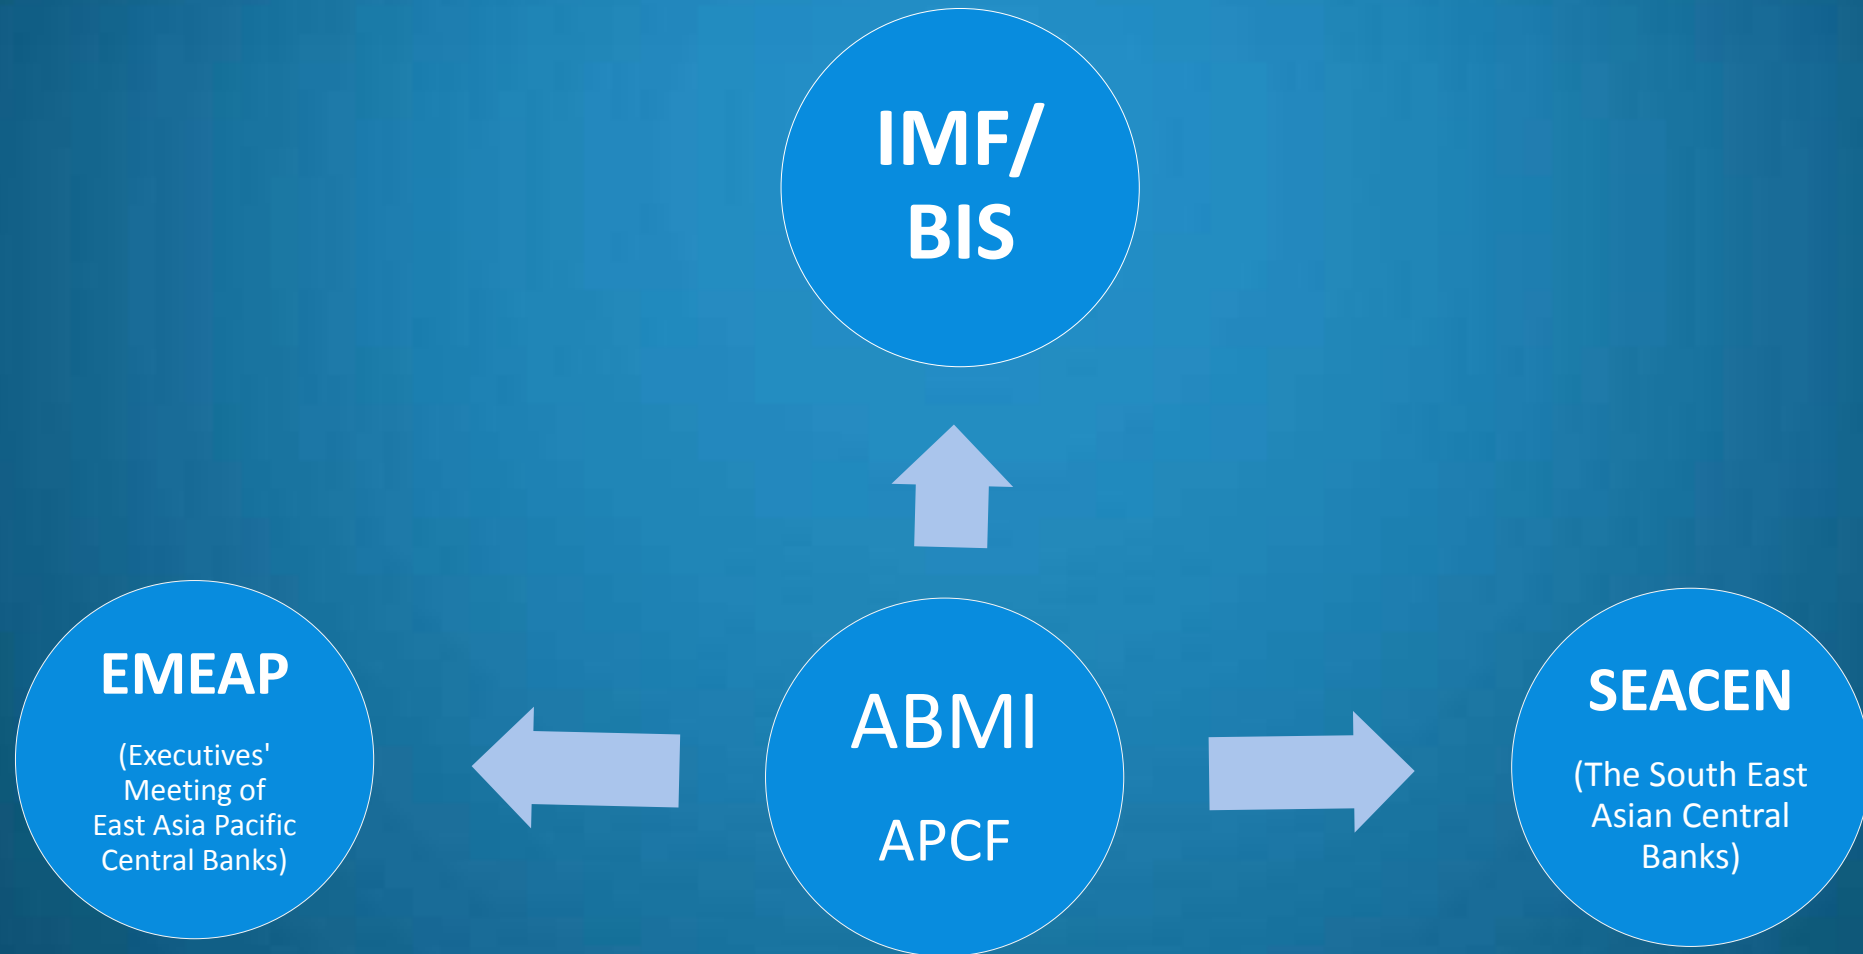 IMF/
BIS
EMEAP
(Executives'
Meeting of
East Asia Pacific
Central Banks)
ABMI
APCF
SEACEN
(The South East
Asian Central
Banks)